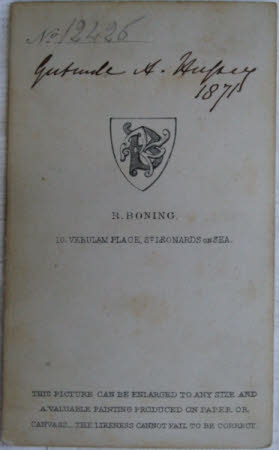 No. 12426
Gertrude A. Hussey
1871
R. BONING.
10. VERULAM PLACE, ST LEONARDS ON SEA.
THIS PICTURE CAN BE ENLARGED TO ANY SIZE AND
A VALUABLE PAINTING PRODUCED ON PAPER OR
CANVASS. THE LIKENESS CANNOT FAIL TO BE CORRECT.